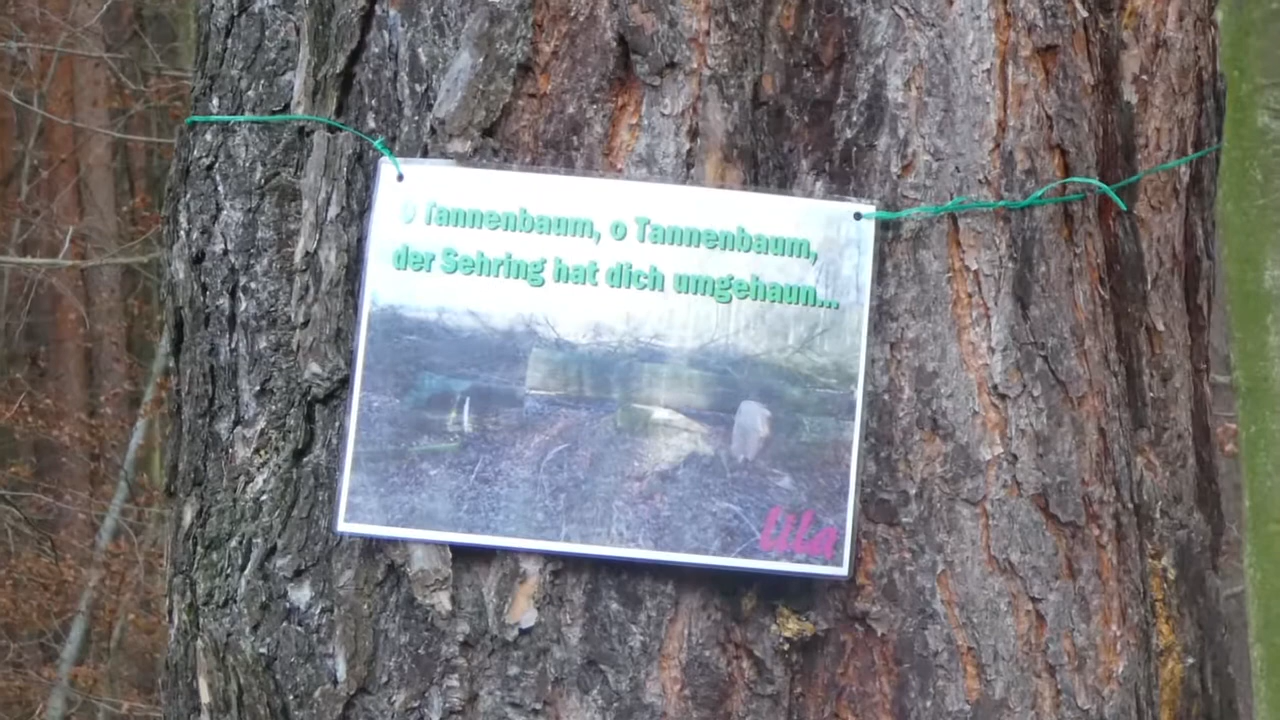 o Tannenbaum, o Tannenbaum,
der Sehring hat dich umgehaun...
lila